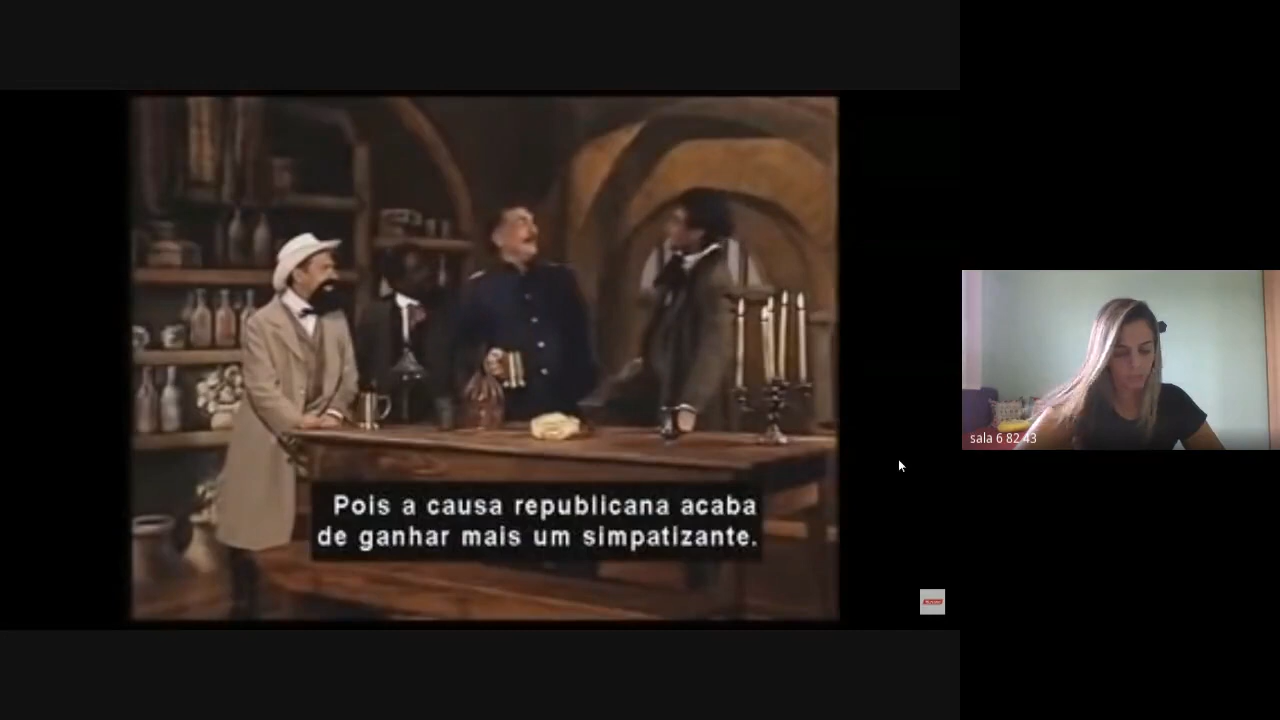 Pois a causa republicana acaba
de ganhar mais um simpatizante.
sala 6 82 43